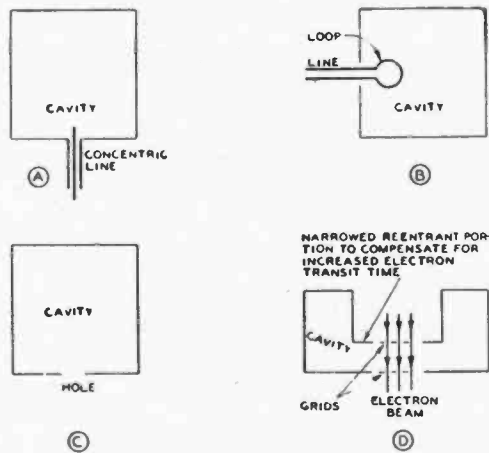 CAVITY
CONCENTRIC
LINE
A
LOOP
LINE
CAVITY
B
CAVITY
HOLE
C
NARROWED REENTRANT POR-
TION TO COMPENSATE FOR
INCREASED ELECTRON
TRANSIT TIME
CAVITY
GRIDS
ELECTRON
BEAM
D